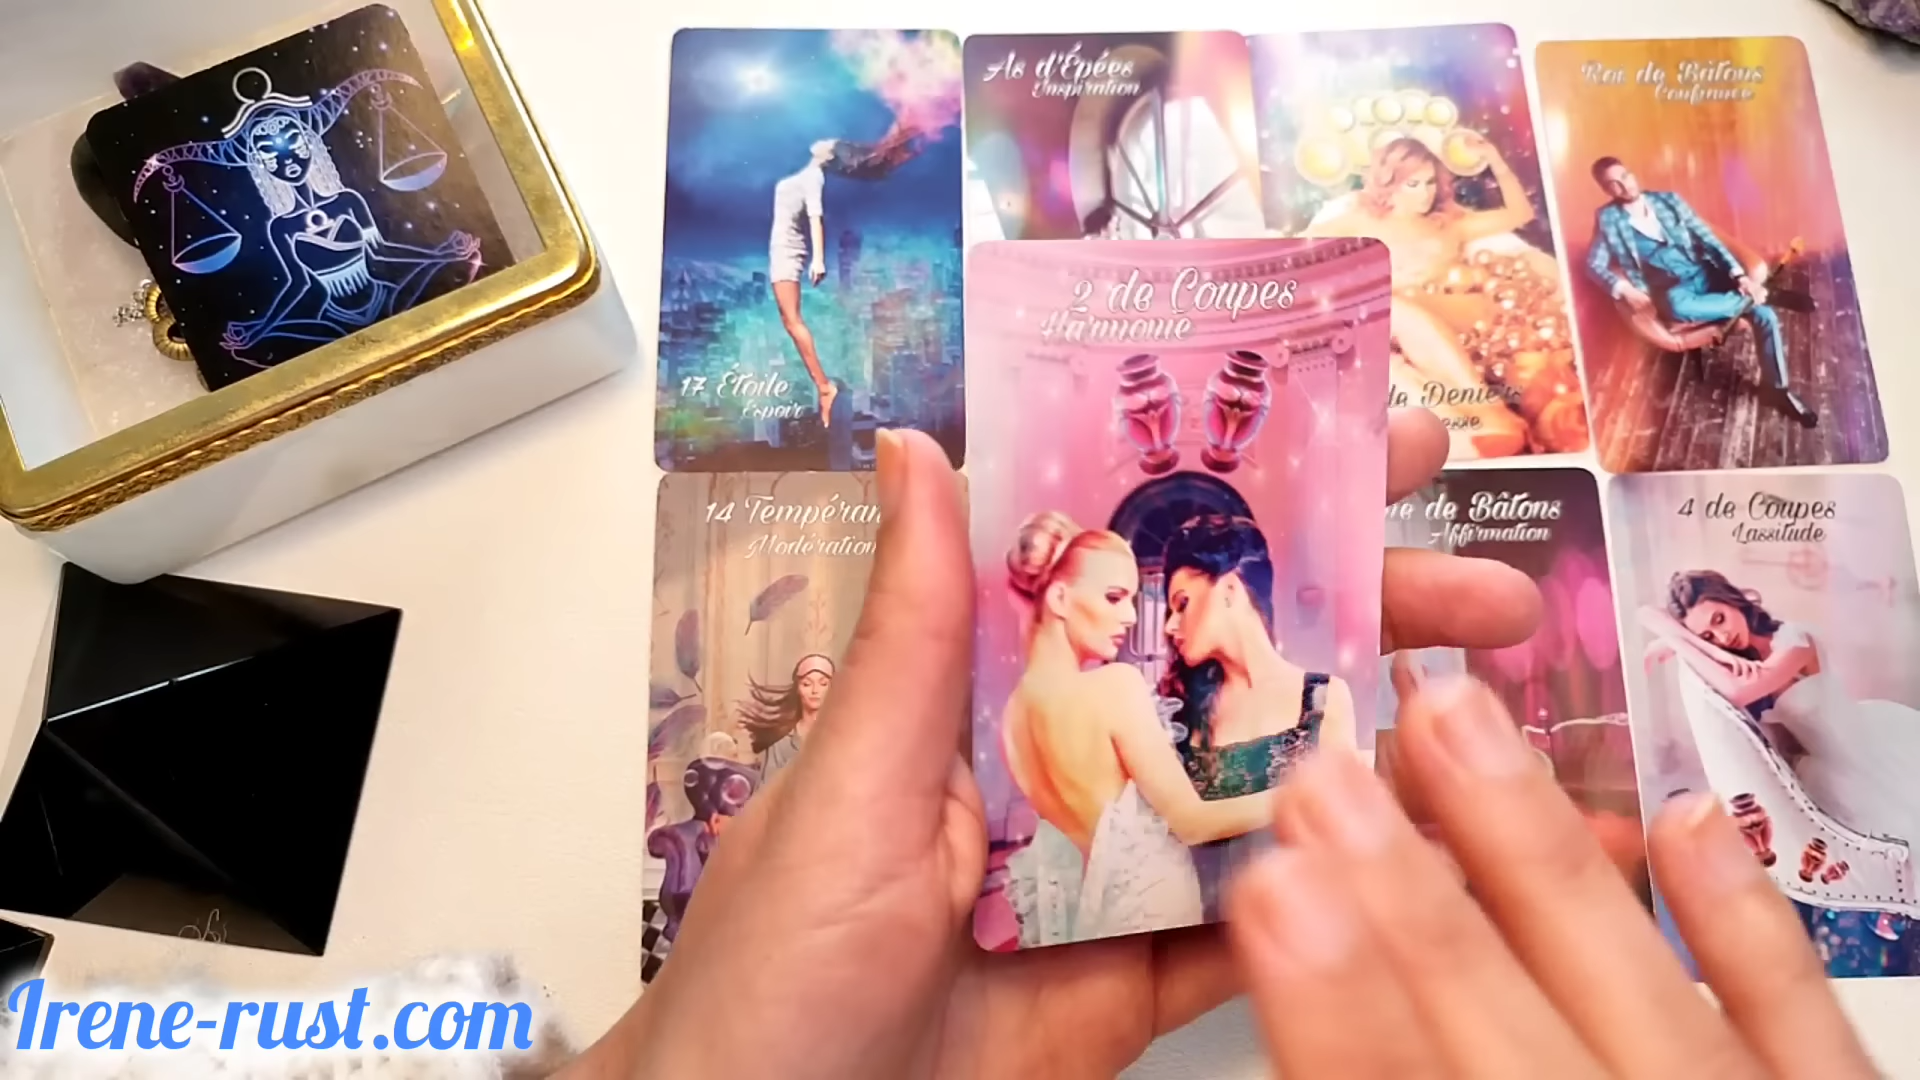 As d'Épées
Inspiration
Roi de Bâtons
Confiance
2 de Coupes
Harmonie
17 Étoile
Espoir
de Deniers
14 Tempéran
Modération
de Bâtons
Affirmation
4 de Coupes
Lassitude
Irene-rust.com